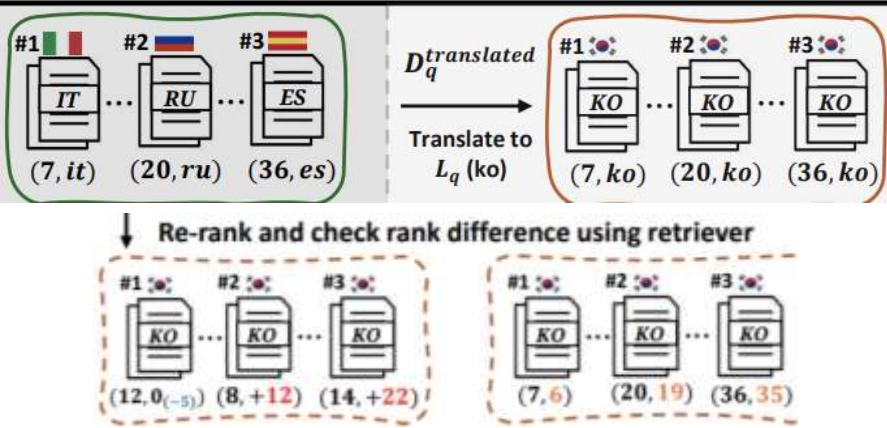 #1 #2 #3
IT ... RU ... ES
(7, it) (20, ru) (36, es)
D_q^{translated}
Translate to
L_q (ko)
#1 #2 #3
KO ... KO ... KO
(7, ko) (20, ko) (36, ko)
Re-rank and check rank difference using retriever
#1 #2 #3
KO ... KO ... KO
(12, 0(-5)) (8, +12) (14, +22)
#1 #2 #3
KO ... KO ... KO
(7, 6) (20, 19) (36, 35)